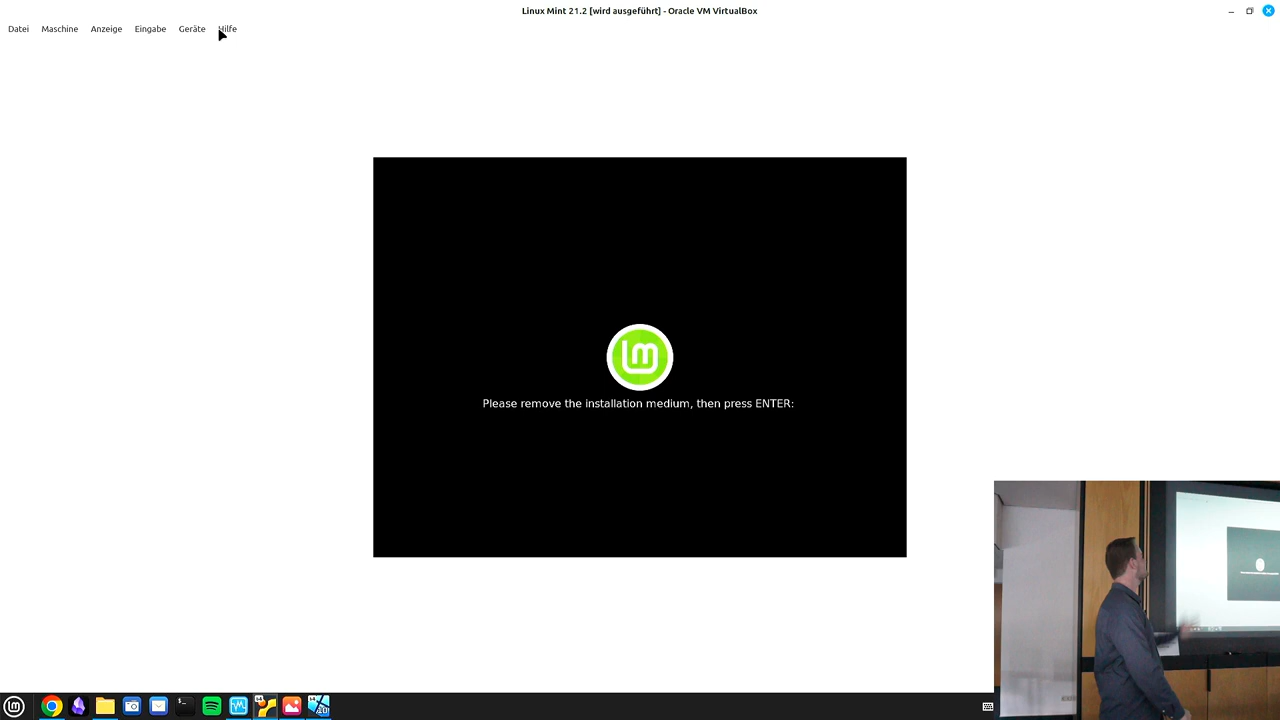 Linux Mint 21.2 [wird ausgeführt] - Oracle VM VirtualBox
Datei Maschine Anzeige Eingabe Geräte Hilfe
Please remove the installation medium, then press ENTER: